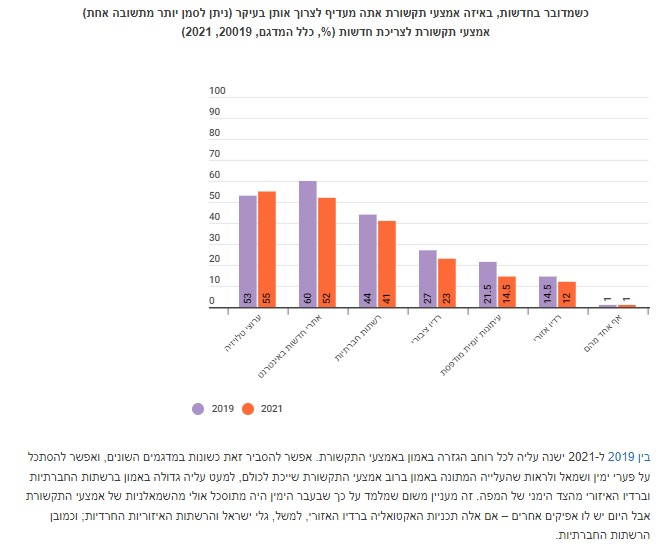 כשמדובר בחדשות, באיזה אמצעי תקשורת אתה מעדיף לצרוך אותן בעיקר (ניתן לסמן יותר מתשובה אחת)
אמצעי תקשורת לצריכת חדשות (%, כלל המדגם, 20019, 2021)
100
90
80
70
60
50
40
30
20
10
0
53 55
60 52
44 41
27 23
21.5 14.5
14.5 12
1 1
ערוצי טלויזיה
אתרי חדשות באינטרנט
רשתות חברתיות
רדיו ציבורי
עיתונות יומית מודפסת
רדיו אזורי
אף אחד מהם
2019 2021
בין 2019 ל-2021 ישנה עליה לכל רוחב הגזרה באמון באמצעי התקשורת. אפשר להסביר זאת כשונות במדגמים השונים, ואפשר להסתכל
על פערי ימין ושמאל ולראות שהעלייה המתונה באמון ברוב אמצעי התקשורת שייכת לכולם, למעט עליה גדולה באמון ברשתות החברתיות
וברדיו האיזורי מהצד הימני של המפה. זה מעניין משום שמלמד על כך שבעבר הימין היה מתוסכל אולי מהשמאלניות של אמצעי התקשורת
אבל היום יש לו אפיקים אחרים – אם אלה תכניות האקטואליה ברדיו האזורי, למשל, גלי ישראל והרשתות האיזוריות החרדיות; וכמובן
הרשתות החברתיות.